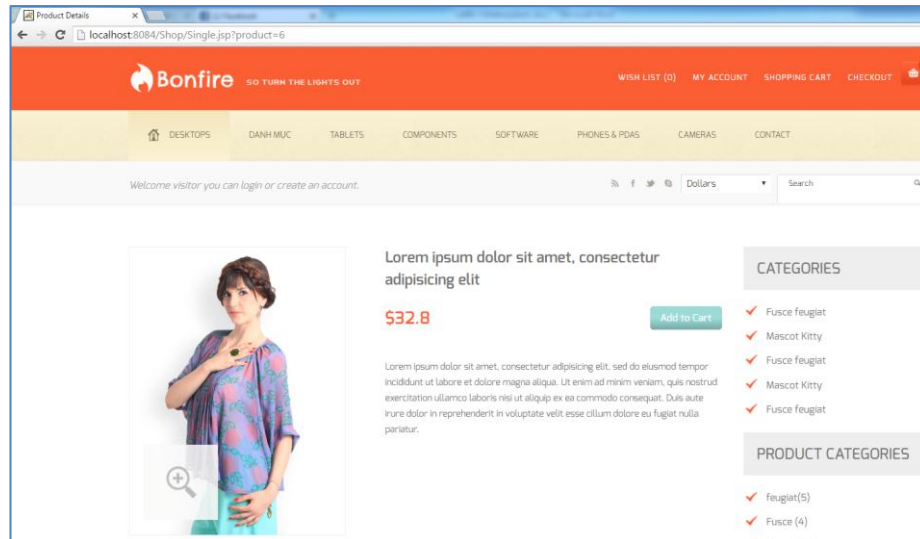 Product Details
localhost:8084/Shop/Single.jsp?product=6
Bonfire SO TURN THE LIGHTS OUT
WISH LIST (0) MY ACCOUNT SHOPPING CART CHECKOUT
DESKTOPS DANH MUC TABLETS COMPONENTS SOFTWARE PHONES & PDAS CAMERAS CONTACT
Welcome visitor you can login or create an account.
Dollars Search
Lorem ipsum dolor sit amet, consectetur
adipisicing elit
$32.8 Add to Cart
Lorem ipsum dolor sit amet, consectetur adipisicing elit, sed do eiusmod tempor
incididunt ut labore et dolore magna aliqua. Ut enim ad minim veniam, quis nostrud
exercitation ullamco laboris nisi ut aliquip ex ea commodo consequat. Duis aute
irure dolor in reprehenderit in voluptate velit esse cillum dolore eu fugiat nulla
pariatur.
CATEGORIES
Fusce feugiat
Mascot Kitty
Fusce feugiat
Mascot Kitty
Fusce feugiat
PRODUCT CATEGORIES
feugiat(5)
Fusce (4)